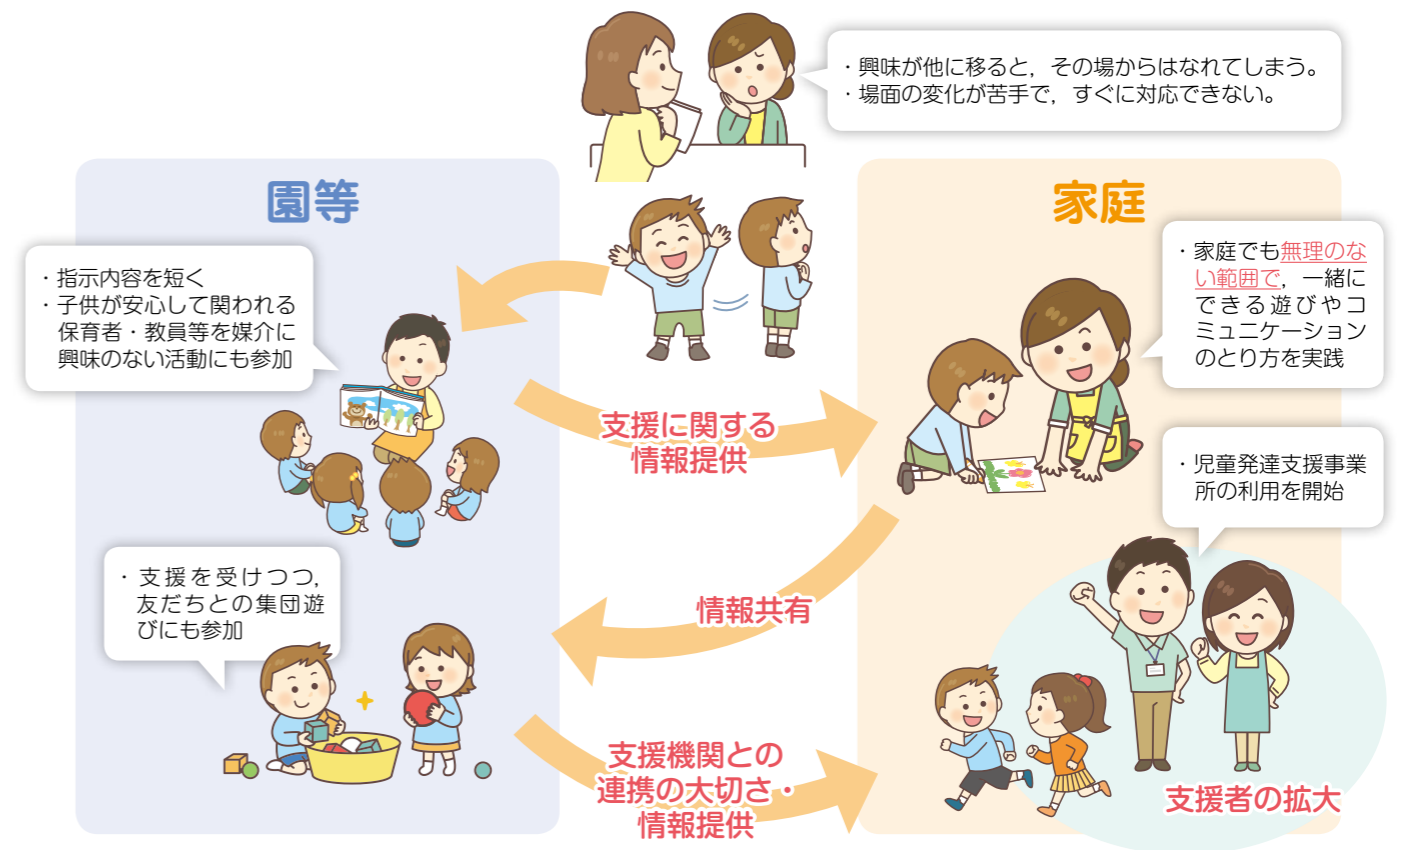 ・興味が他に移ると，その場からはなれてしまう。
・場面の変化が苦手で，すぐに対応できない。
園等
家庭
・指示内容を短く
・子供が安心して関われる
保育者・教員等を媒介に
興味のない活動にも参加
・家庭でも無理のな
い範囲で，一緒に
できる遊びやコ
ミュニケーション
のとり方を実践
支援に関する
情報提供
・児童発達支援事業
所の利用を開始
情報共有
・支援を受けつつ，
友だちとの集団遊
びにも参加
支援機関との
連携の大切さ・
情報提供
支援者の拡大